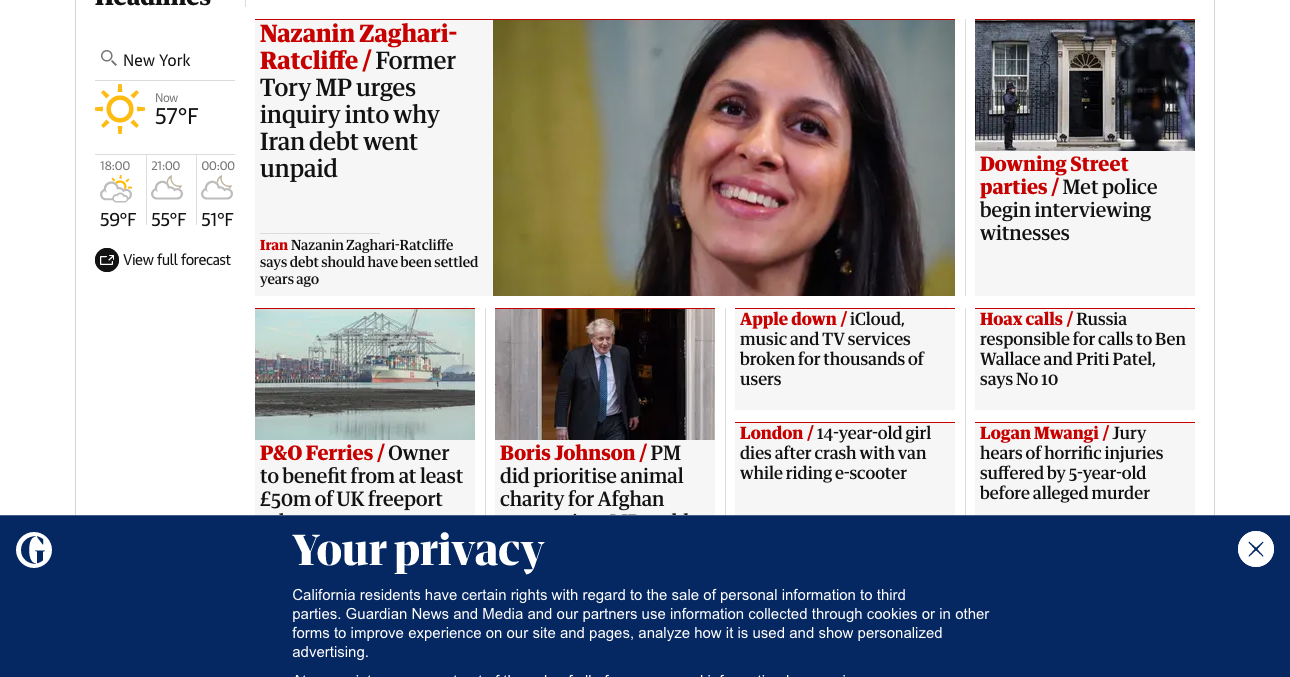 Headlines
New York
Now
57°F
18:00
21:00
00:00
59°F
55°F
51°F
View full forecast
Nazanin Zaghari-
Ratcliffe / Former
Tory MP urges
inquiry into why
Iran debt went
unpaid
Iran Nazanin Zaghari-Ratcliffe
says debt should have been settled
years ago
Downing Street
parties / Met police
begin interviewing
witnesses
P&O Ferries / Owner
to benefit from at least
£50m of UK freeport
Boris Johnson / PM
did prioritise animal
charity for Afghan
Apple down / iCloud,
music and TV services
broken for thousands of
users
Hoax calls / Russia
responsible for calls to Ben
Wallace and Priti Patel,
says No 10
London / 14-year-old girl
dies after crash with van
while riding e-scooter
Logan Mwangi / Jury
hears of horrific injuries
suffered by 5-year-old
before alleged murder
Your privacy
California residents have certain rights with regard to the sale of personal information to third
parties. Guardian News and Media and our partners use information collected through cookies or in other
forms to improve experience on our site and pages, analyze how it is used and show personalized
advertising.